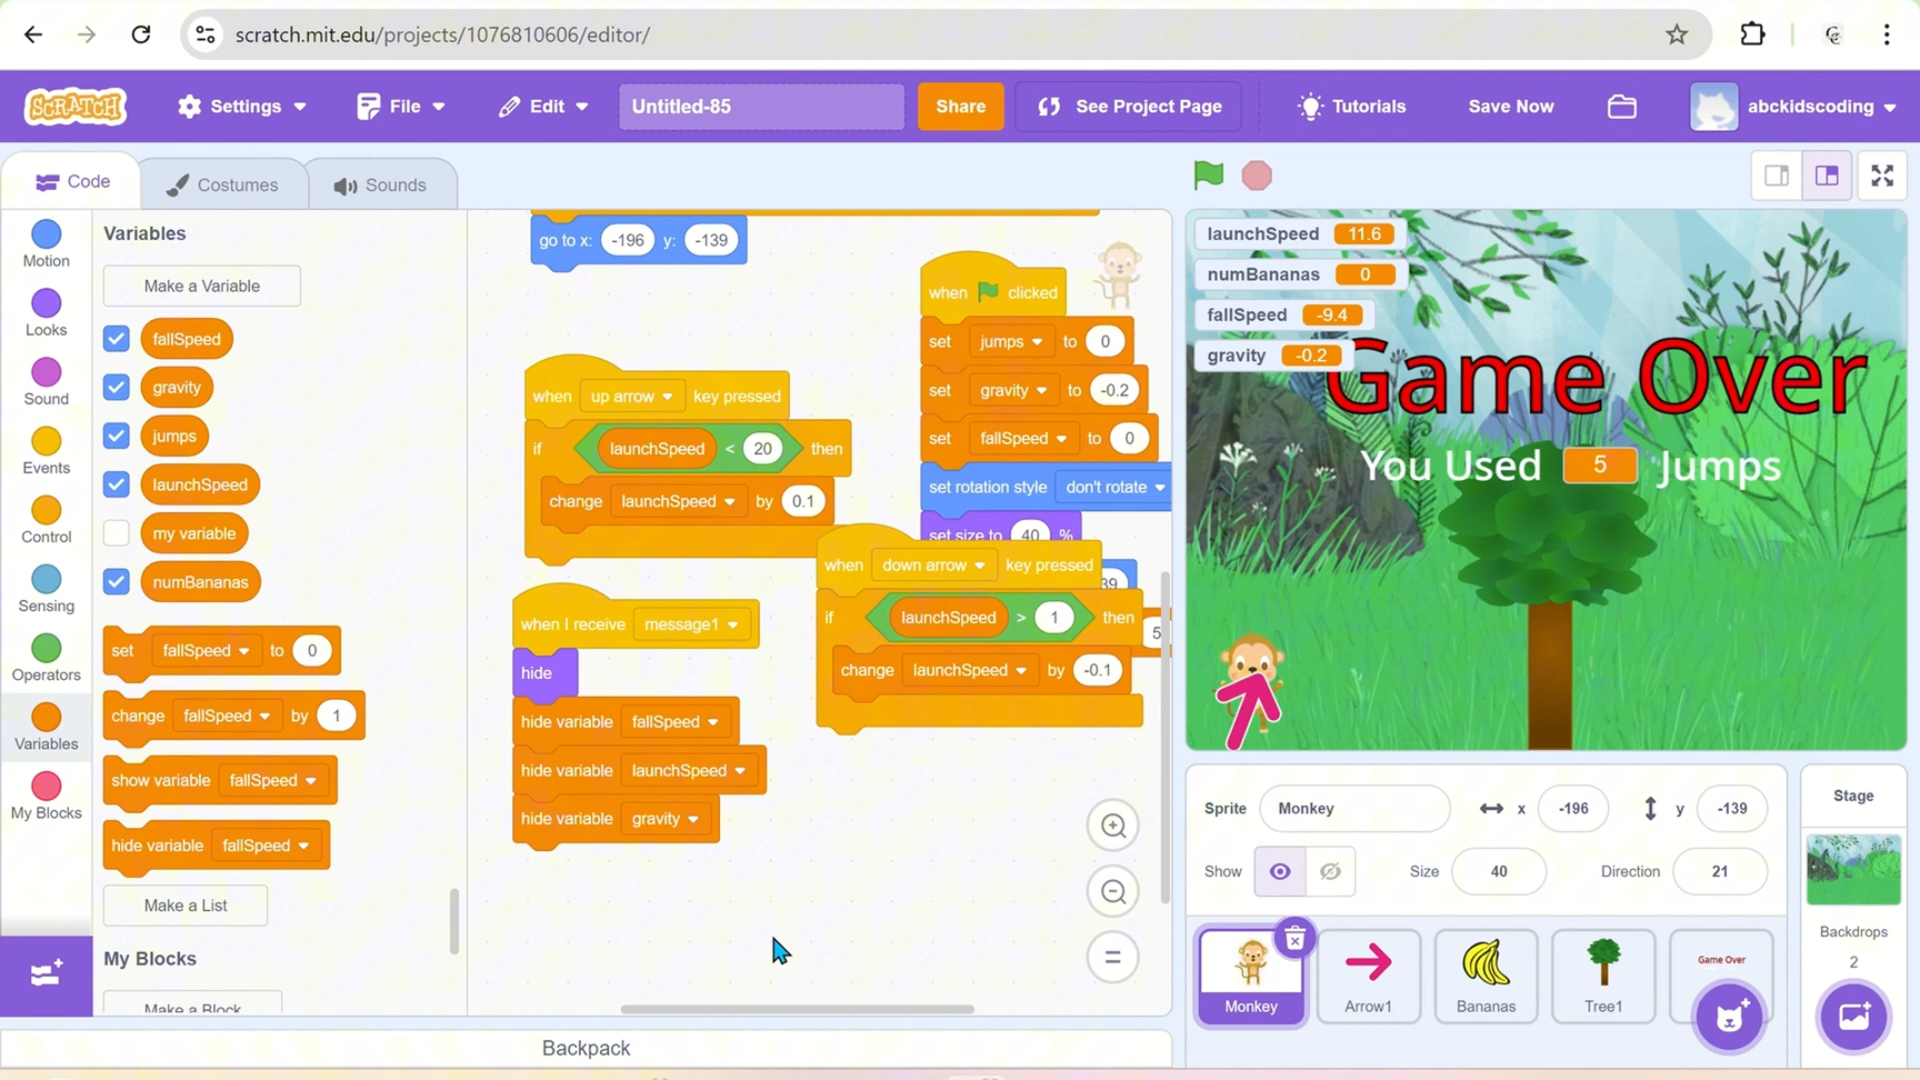 scratch.mit.edu/projects/1076810606/editor/
SCRATCH
Settings
File
Edit
Untitled-85
Share
See Project Page
Tutorials
Save Now
abckidscoding
Code
Costumes
Sounds
Motion
Looks
Sound
Events
Control
Sensing
Operators
Variables
My Blocks
Variables
Make a Variable
fallSpeed
gravity
jumps
launchSpeed
my variable
numBananas
set fallSpeed to 0
change fallSpeed by 1
show variable fallSpeed
hide variable fallSpeed
Make a List
My Blocks
Make a Block
go to x: -196 y: -139
when up arrow key pressed
if launchSpeed < 20 then
change launchSpeed by 0.1
when I receive message1
hide
hide variable fallSpeed
hide variable launchSpeed
hide variable gravity
when clicked
set jumps to 0
set gravity to -0.2
set fallSpeed to 0
set rotation style don't rotate
set size to 40 %
39
when down arrow key pressed
if launchSpeed > 1 then
5
change launchSpeed by -0.1
Backpack
launchSpeed 11.6
numBananas 0
fallSpeed -9.4
gravity -0.2
Game Over
You Used 5 Jumps
Sprite Monkey x -196 y -139
Show Size 40 Direction 21
Monkey
Arrow1
Bananas
Tree1
Game Over
Stage
Backdrops
2